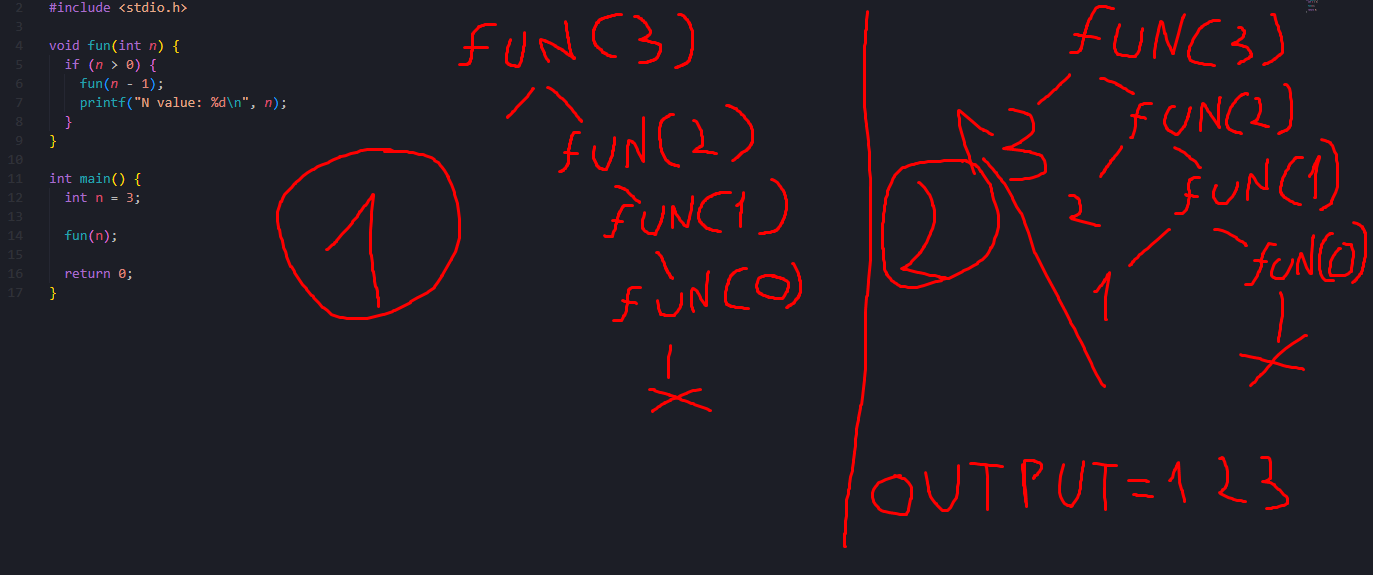 2 #include <stdio.h>
3
4 void fun(int n) {
5 if (n > 0) {
6 fun(n - 1);
7 printf("N value: %d\n", n);
8 }
9 }
10
11 int main() {
12 int n = 3;
13
14 fun(n);
15
16 return 0;
17 }
1
fUN(3)
fUN(2)
fUN(1)
fUN(0)
2
fUN(3)
3 fUN(2)
2 fUN(1)
1 fUN(0)
OUTPUT=1 2 3